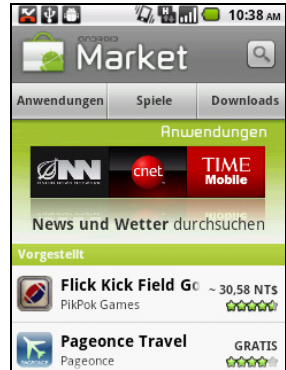 10:38 AM
ANDROID
Market
Anwendungen Spiele Downloads
Anwendungen
NN cnet TIME
Mobile
News und Wetter durchsuchen
Vorgestellt
Flick Kick Field Go ~ 30,58 NT$
PikPok Games
Pageonce Travel GRATIS
Pageonce
PAGEONCE